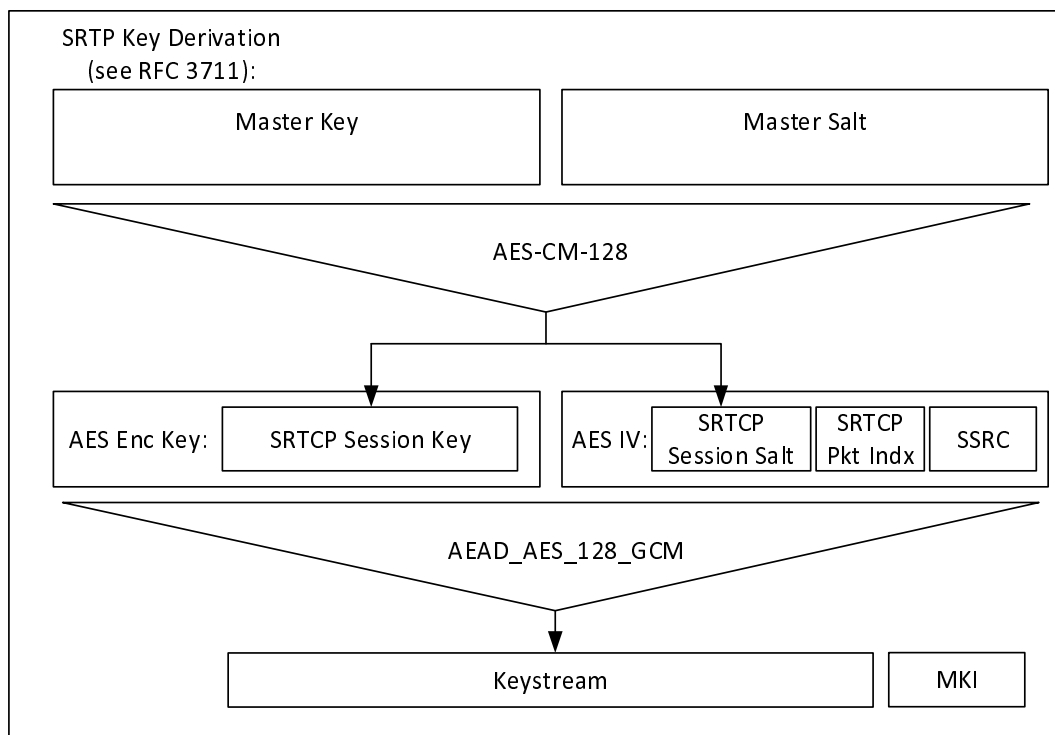 SRTP Key Derivation
(see RFC 3711):
Master Key
Master Salt
AES-CM-128
AES Enc Key:
SRTCP Session Key
AES IV:
SRTCP
Session Salt
SRTCP
Pkt Indx
SSRC
AEAD_AES_128_GCM
Keystream
MKI